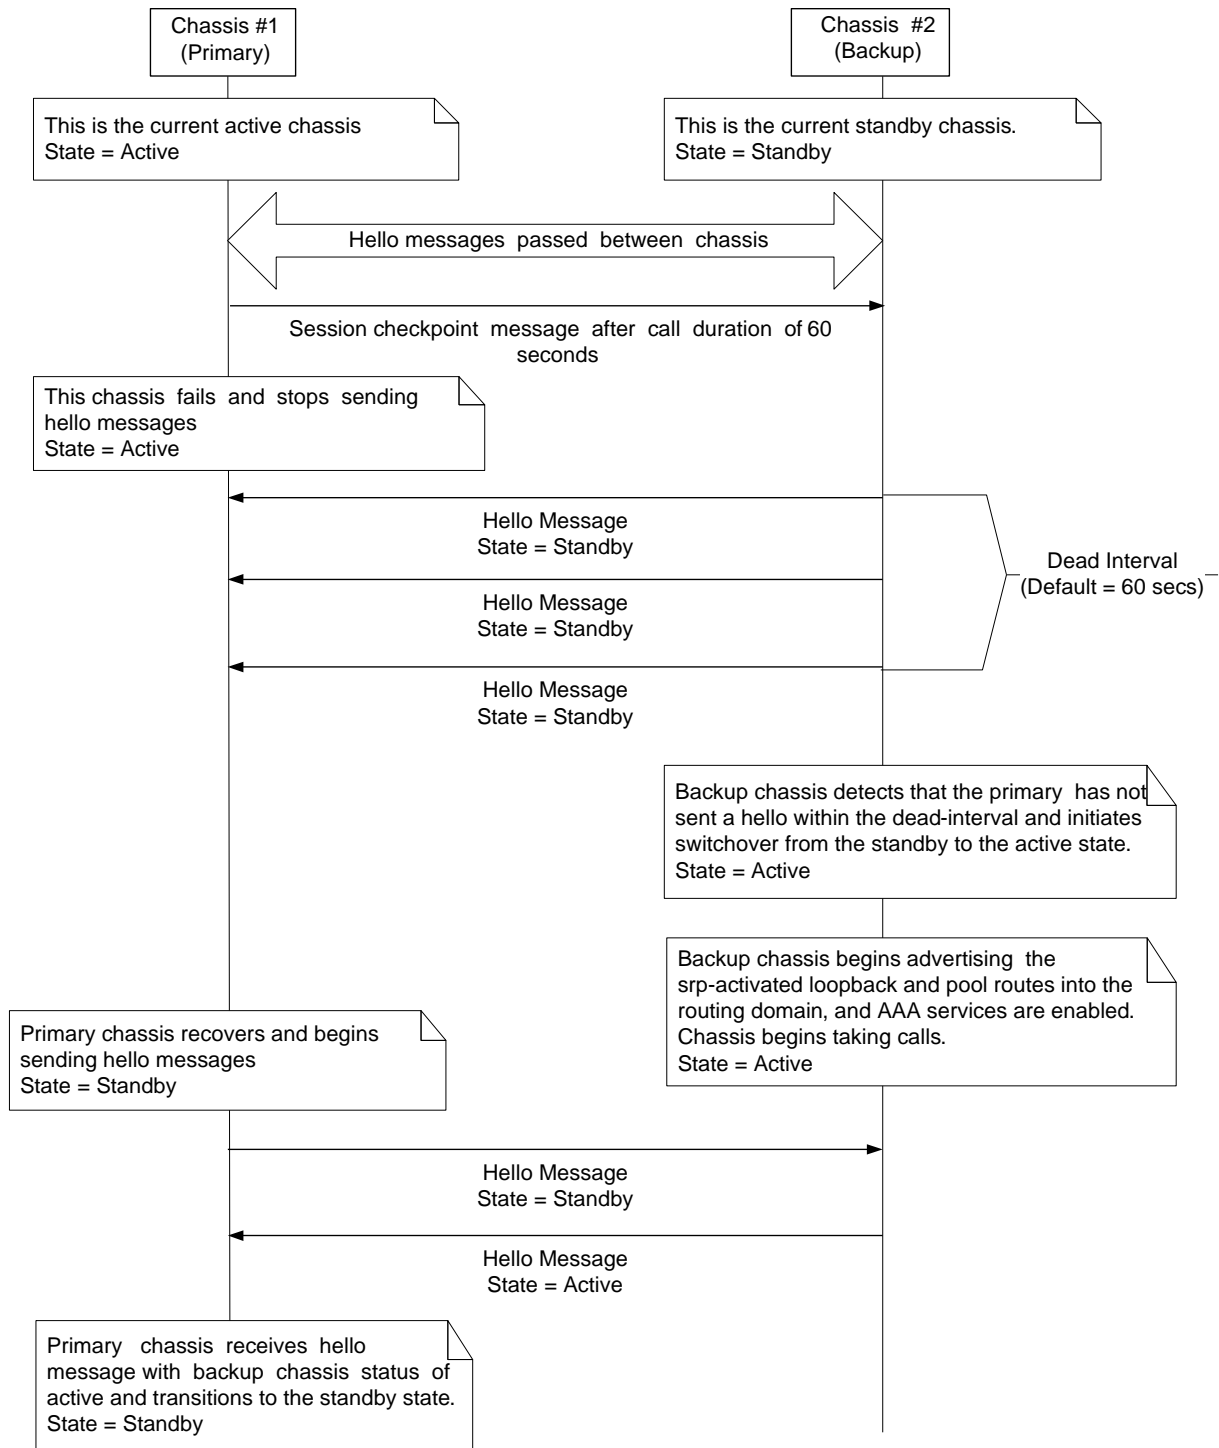 Chassis #1
(Primary)
Chassis #2
(Backup)
This is the current active chassis
State = Active
This is the current standby chassis.
State = Standby
Hello messages passed between chassis
Session checkpoint message after call duration of 60
seconds
This chassis fails and stops sending
hello messages
State = Active
Hello Message
State = Standby
Dead Interval
(Default = 60 secs)
Hello Message
State = Standby
Hello Message
State = Standby
Backup chassis detects that the primary has not
sent a hello within the dead-interval and initiates
switchover from the standby to the active state.
State = Active
Backup chassis begins advertising the
srp-activated loopback and pool routes into the
routing domain, and AAA services are enabled.
Chassis begins taking calls.
State = Active
Primary chassis recovers and begins
sending hello messages
State = Standby
Hello Message
State = Standby
Hello Message
State = Active
Primary chassis receives hello
message with backup chassis status of
active and transitions to the standby state.
State = Standby